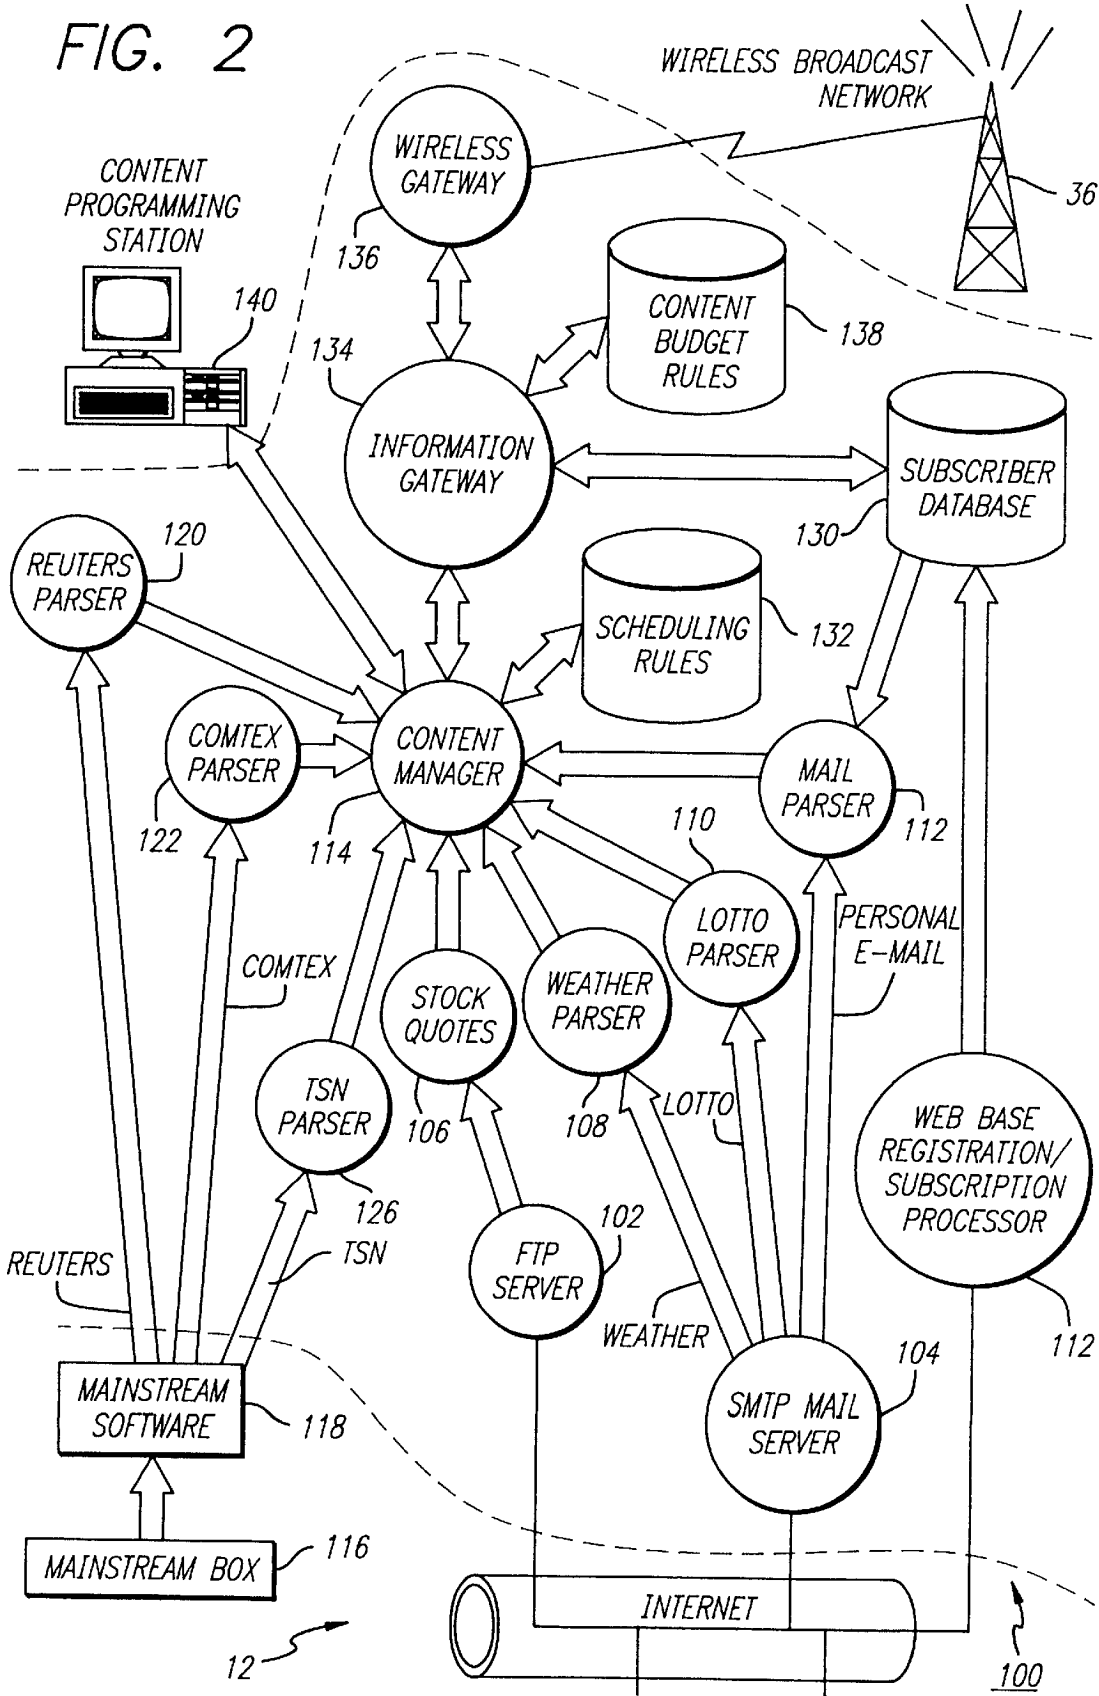 FIG. 2
WIRELESS BROADCAST
NETWORK
36
WIRELESS
GATEWAY
136
CONTENT
PROGRAMMING
STATION
140
CONTENT
BUDGET
RULES
138
134
INFORMATION
GATEWAY
SUBSCRIBER
DATABASE
130
REUTERS
PARSER
120
SCHEDULING
RULES
132
COMTEX
PARSER
122
CONTENT
MANAGER
114
MAIL
PARSER
112
110
LOTTO
PARSER
PERSONAL
E-MAIL
COMTEX
STOCK
QUOTES
106
WEATHER
PARSER
108
LOTTO
TSN
PARSER
126
WEB BASE
REGISTRATION/
SUBSCRIPTION
PROCESSOR
112
REUTERS
TSN
FTP
SERVER
102
WEATHER
104
SMTP MAIL
SERVER
MAINSTREAM
SOFTWARE
118
MAINSTREAM BOX
116
INTERNET
12
100